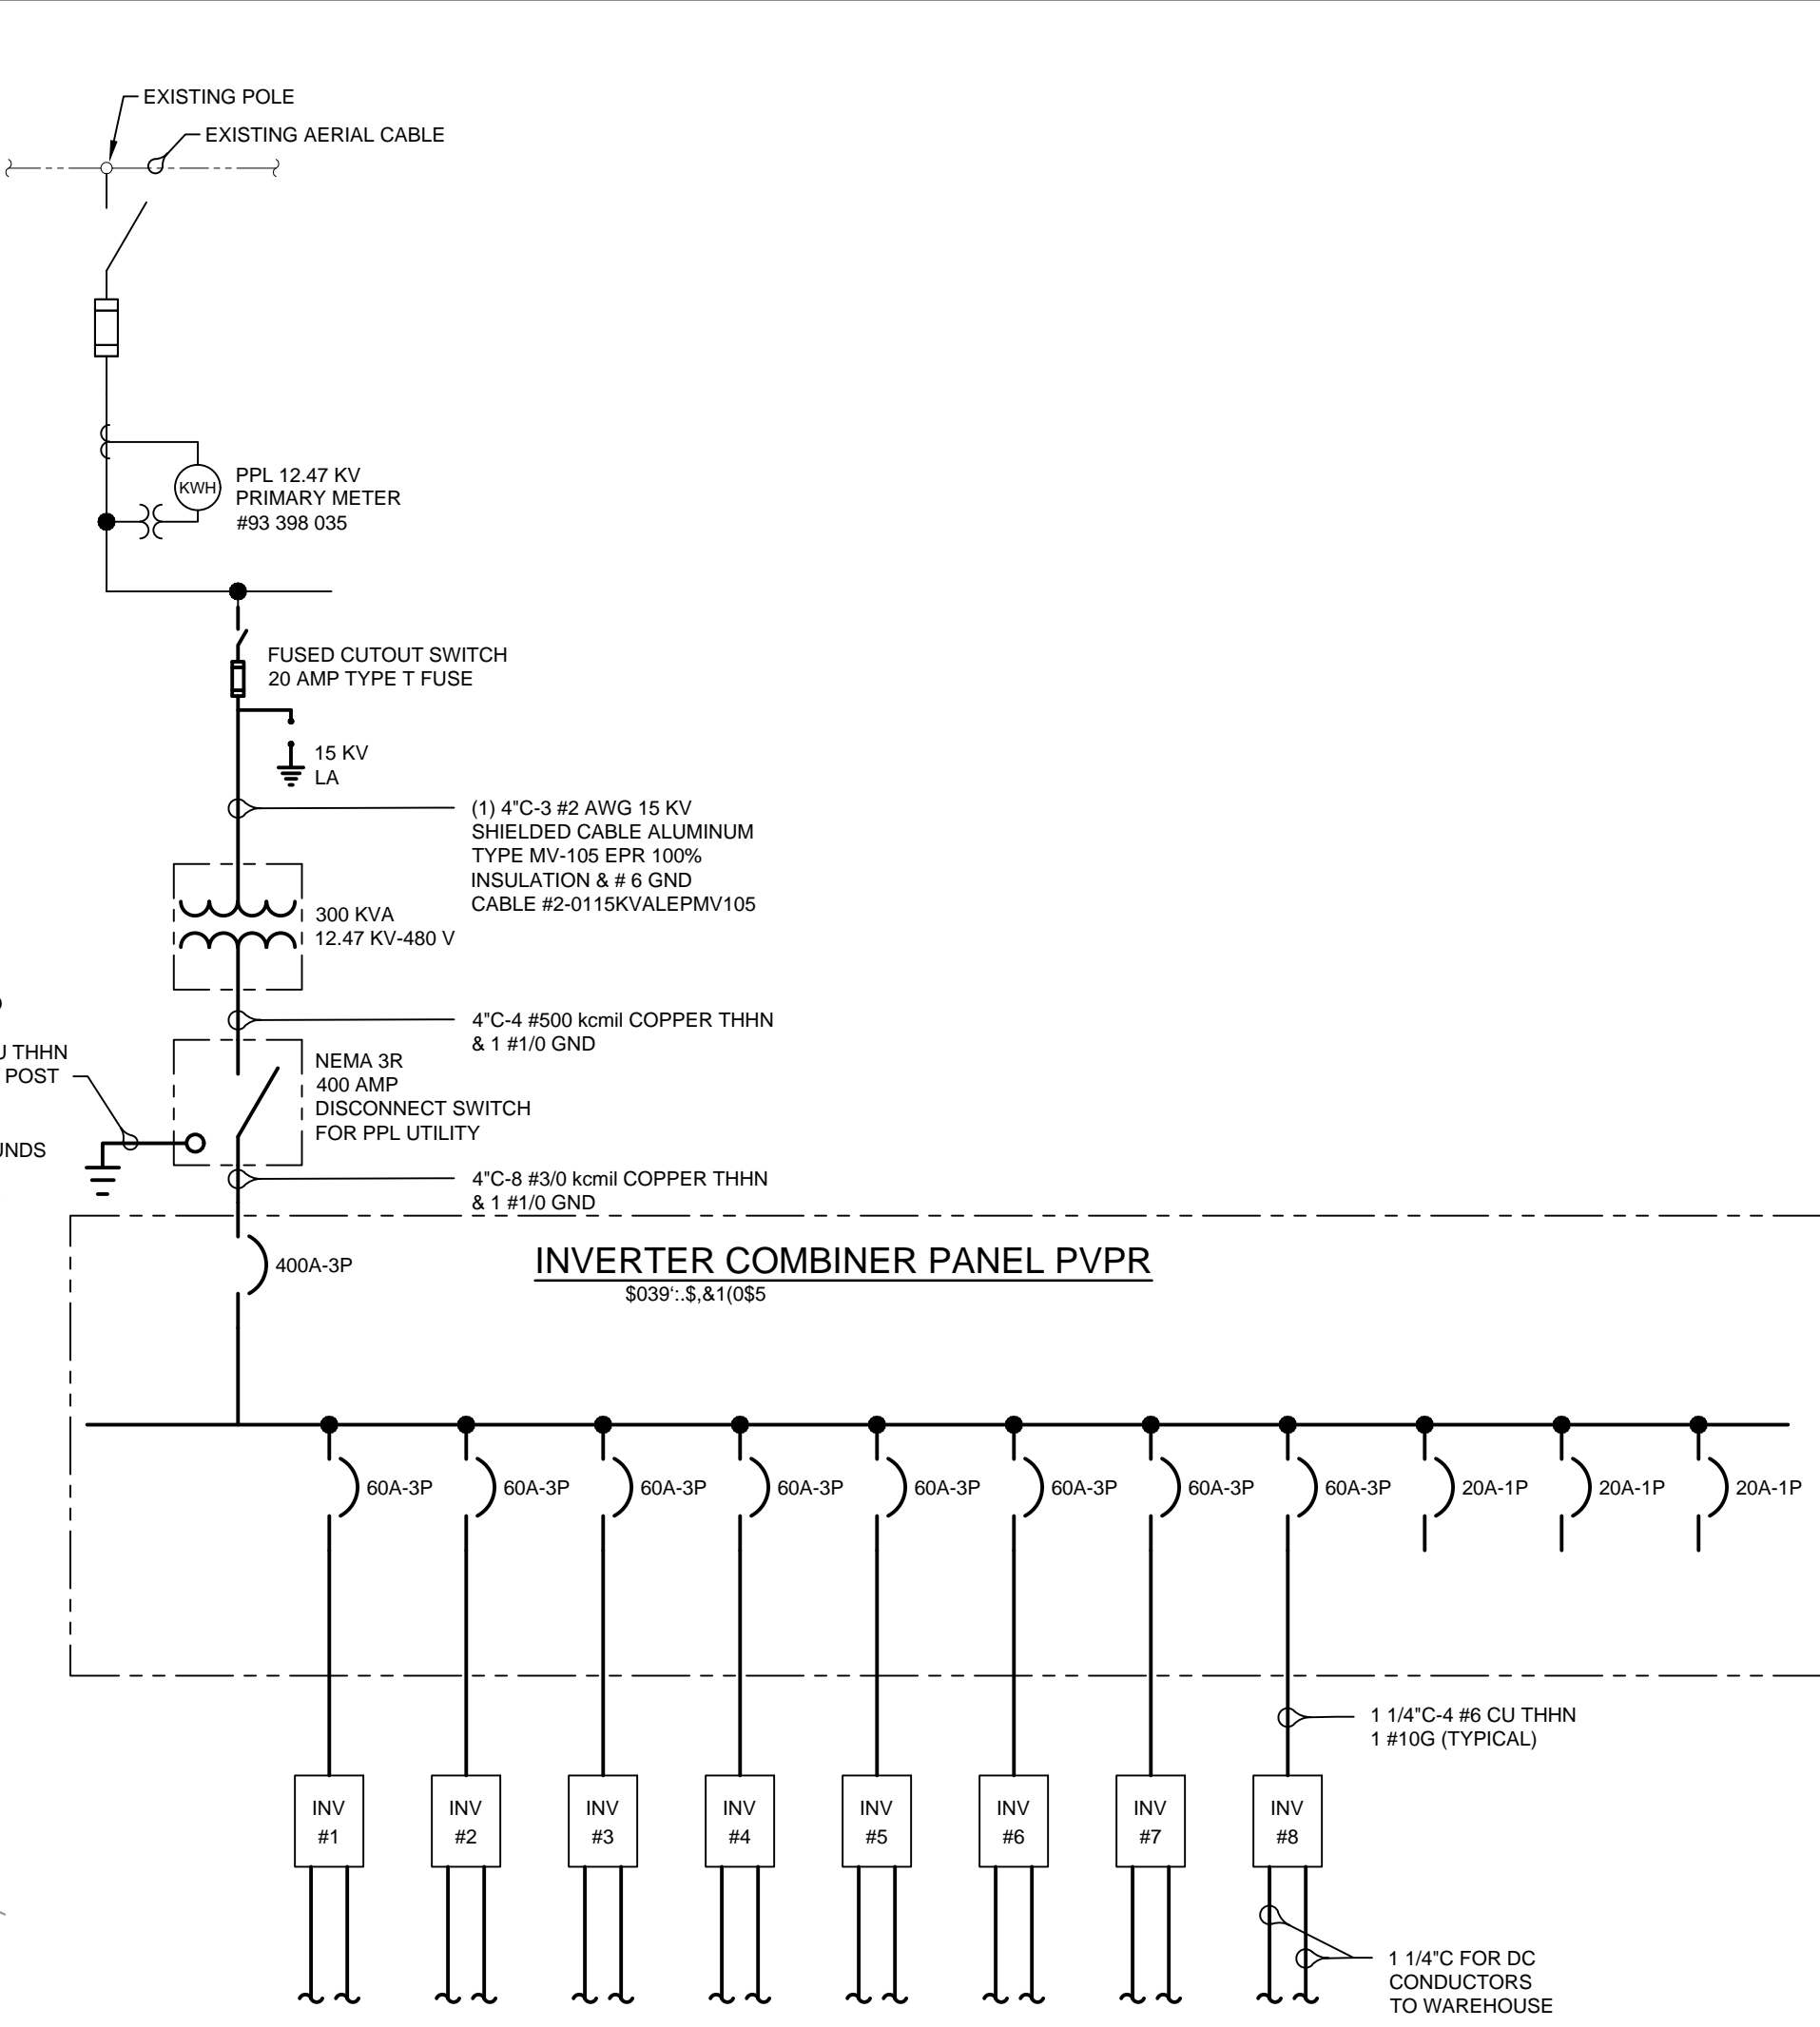 EXISTING POLE
EXISTING AERIAL CABLE
KWH
PPL 12.47 KV
PRIMARY METER
#93 398 035
FUSED CUTOUT SWITCH
20 AMP TYPE T FUSE
15 KV
LA
(1) 4"C-3 #2 AWG 15 KV
SHIELDED CABLE ALUMINUM
TYPE MV-105 EPR 100%
INSULATION & # 6 GND
CABLE #2-0115KVALEPMV105
300 KVA
12.47 KV-480 V
4"C-4 #500 kcmil COPPER THHN
& 1 #1/0 GND
THHN
POST
NEMA 3R
400 AMP
DISCONNECT SWITCH
FOR PPL UTILITY
4"C-8 #3/0 kcmil COPPER THHN
& 1 #1/0 GND
400A-3P
INVERTER COMBINER PANEL PVPR
$039‘:.$,&1(0$5
60A-3P
60A-3P
60A-3P
60A-3P
60A-3P
60A-3P
60A-3P
60A-3P
20A-1P
20A-1P
20A-1P
1 1/4"C-4 #6 CU THHN
1 #10G (TYPICAL)
INV
#1
INV
#2
INV
#3
INV
#4
INV
#5
INV
#6
INV
#7
INV
#8
1 1/4"C FOR DC
CONDUCTORS
TO WAREHOUSE